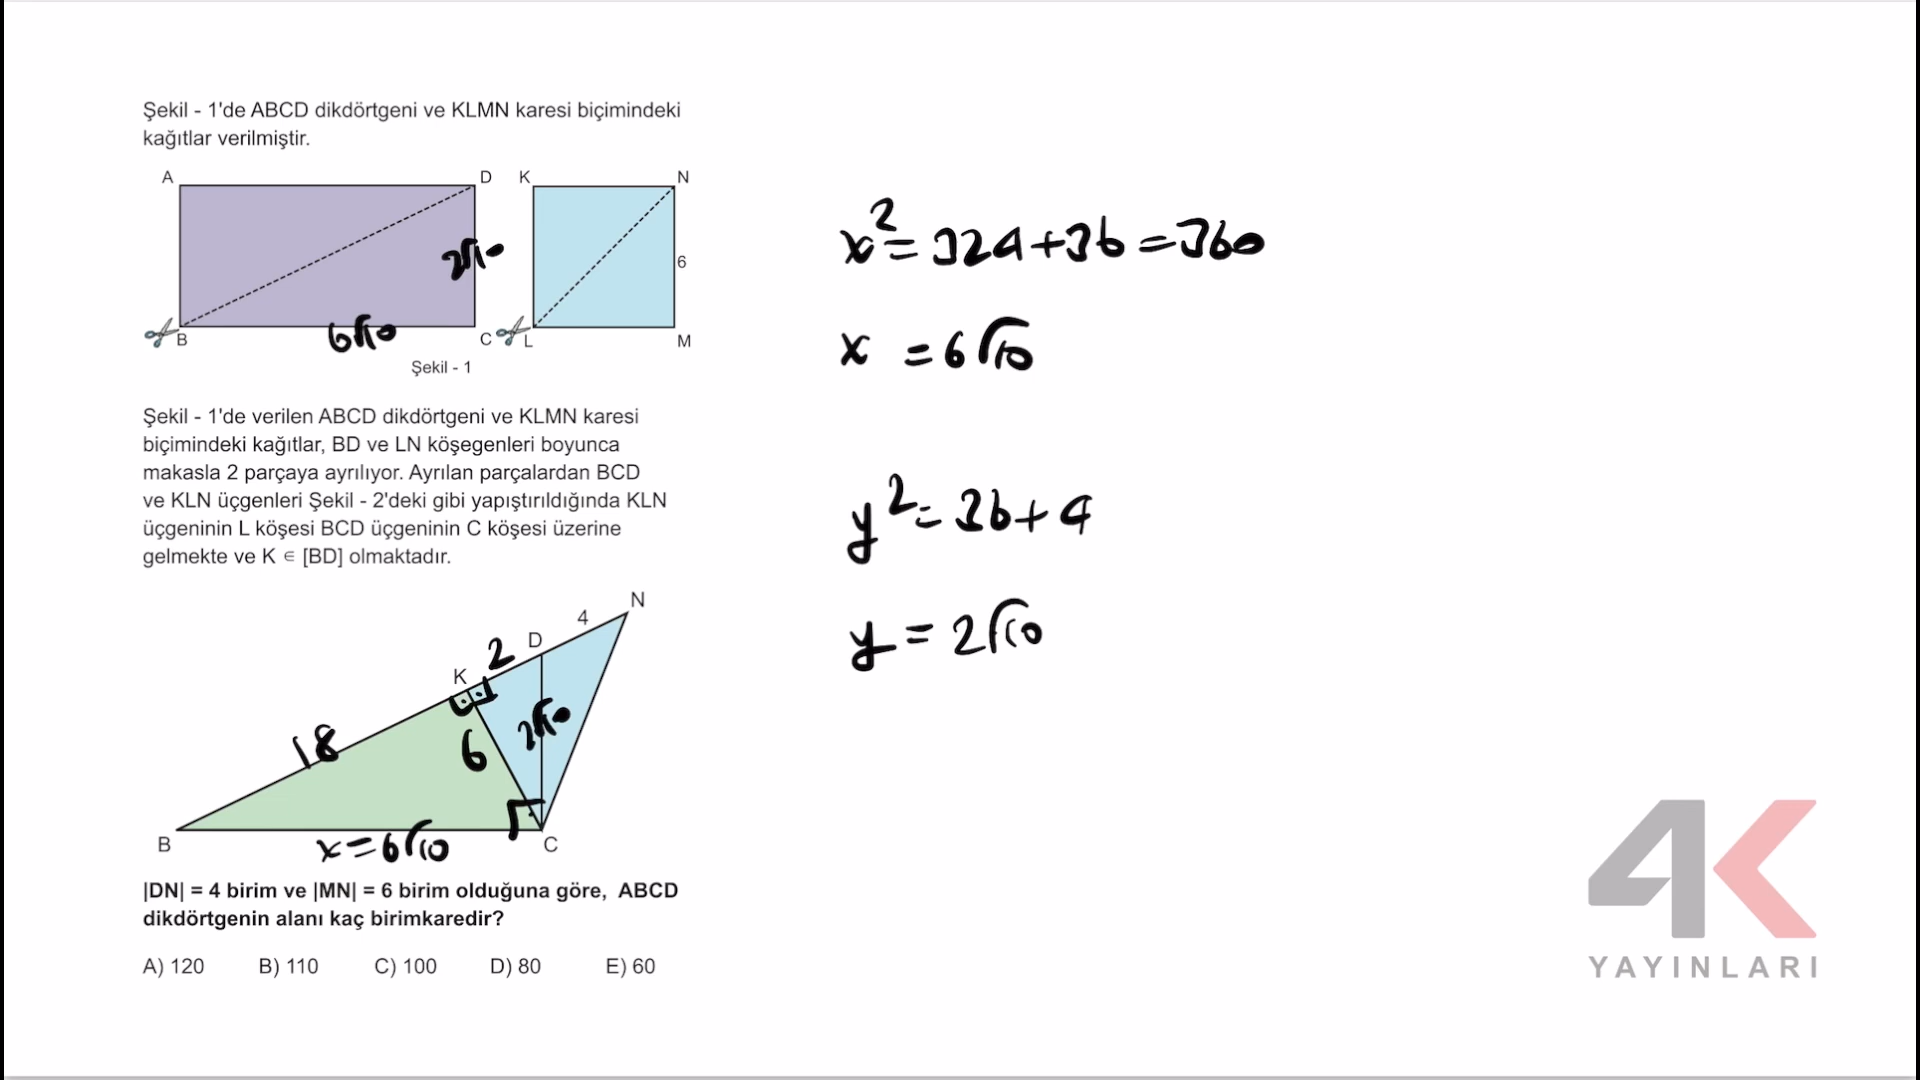 Şekil - 1'de ABCD dikdörtgeni ve KLMN karesi biçimindeki
kağıtlar verilmiştir.
A D K N
2√10
6
B 6√10 C L M
Şekil - 1
Şekil - 1'de verilen ABCD dikdörtgeni ve KLMN karesi
biçimindeki kağıtlar, BD ve LN köşegenleri boyunca
makasla 2 parçaya ayrılıyor. Ayrılan parçalardan BCD
ve KLN üçgenleri Şekil - 2'deki gibi yapıştırıldığında KLN
üçgeninin L köşesi BCD üçgeninin C köşesi üzerine
gelmekte ve K ∈ [BD] olmaktadır.
N
4
D
2
K
2√10
18
6
B C
x=6√10
|DN| = 4 birim ve |MN| = 6 birim olduğuna göre, ABCD
dikdörtgenin alanı kaç birimkaredir?
A) 120 B) 110 C) 100 D) 80 E) 60
x²=324+36=360
x =6√10
y²=36+4
y=2√10
4K
YAYINLARI